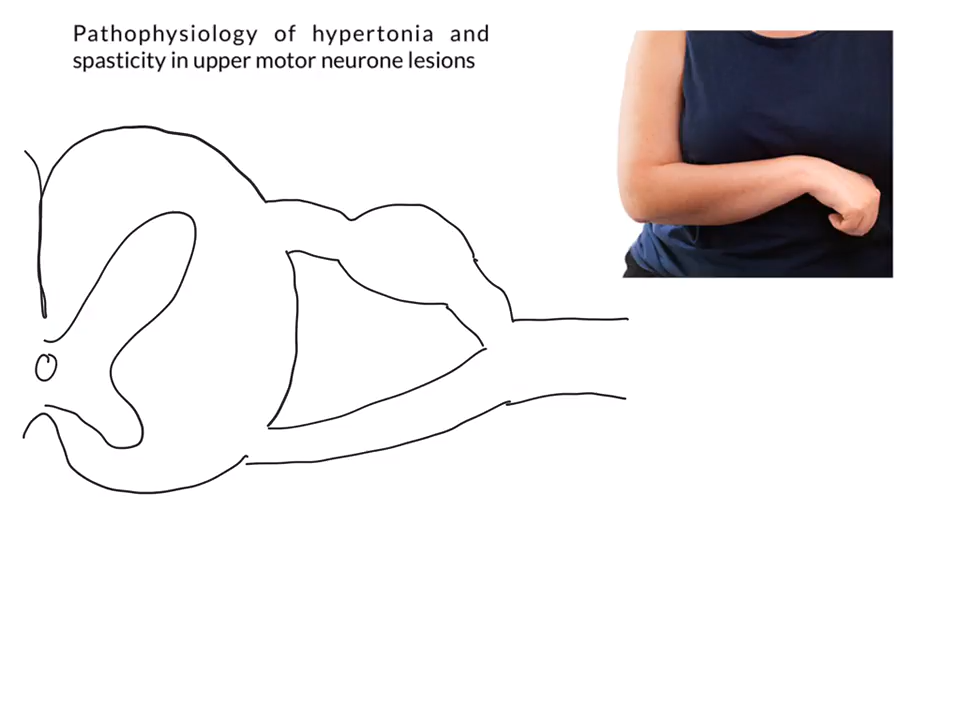 Pathophysiology of hypertonia and
spasticity in upper motor neurone lesions